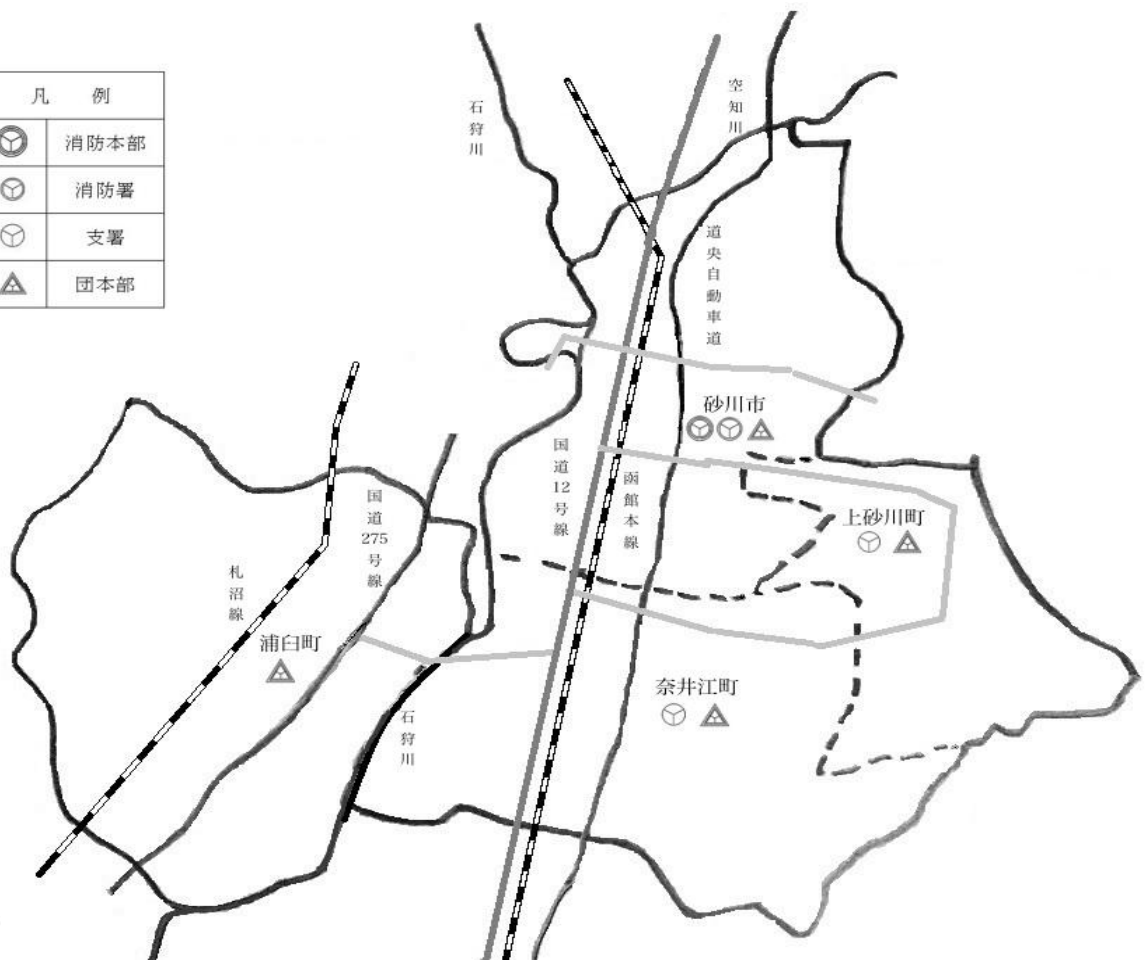 凡 例
消防本部
消防署
支署
団本部
石狩川
空知川
道央自動車道
砂川市
国道12号線
函館本線
上砂川町
国道275号線
札沼線
浦臼町
奈井江町
石狩川